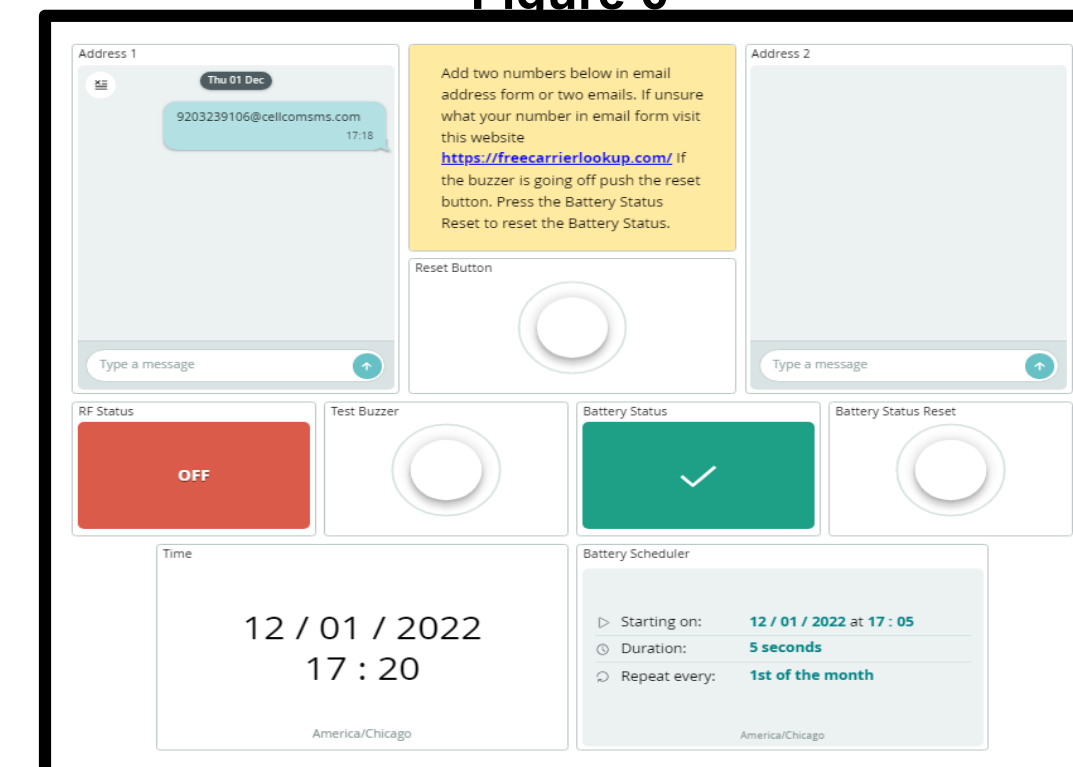 Figure 6
Address 1
Thu 01 Dec
9203239106@cellcomsms.com
17:18
Type a message
Add two numbers below in email
address form or two emails. If unsure
what your number in email form visit
this website
https://freecarrierlookup.com/ If
the buzzer is going off push the reset
button. Press the Battery Status
Reset to reset the Battery Status.
Reset Button
Address 2
Type a message
RF Status
OFF
Test Buzzer
Battery Status
Battery Status Reset
Time
12 / 01 / 2022
17 : 20
America/Chicago
Battery Scheduler
Starting on: 12 / 01 / 2022 at 17 : 05
Duration: 5 seconds
Repeat every: 1st of the month
America/Chicago